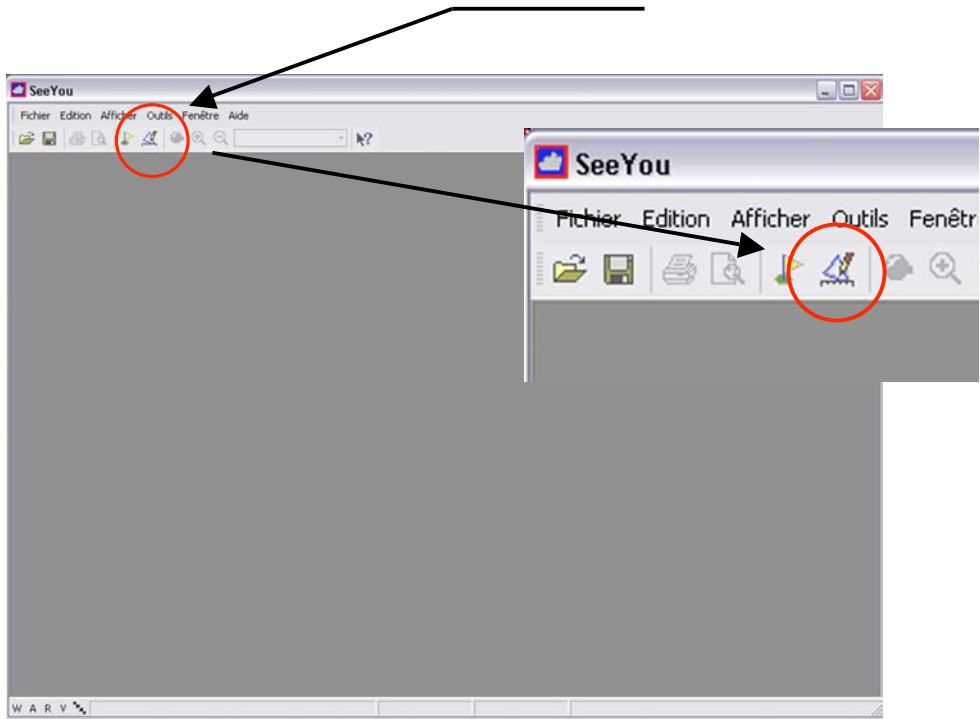 SeeYou
Fichier Edition Afficher Outils Fenêtre Aide
SeeYou
Fichier Edition Afficher Outils Fenêtr
W A R V